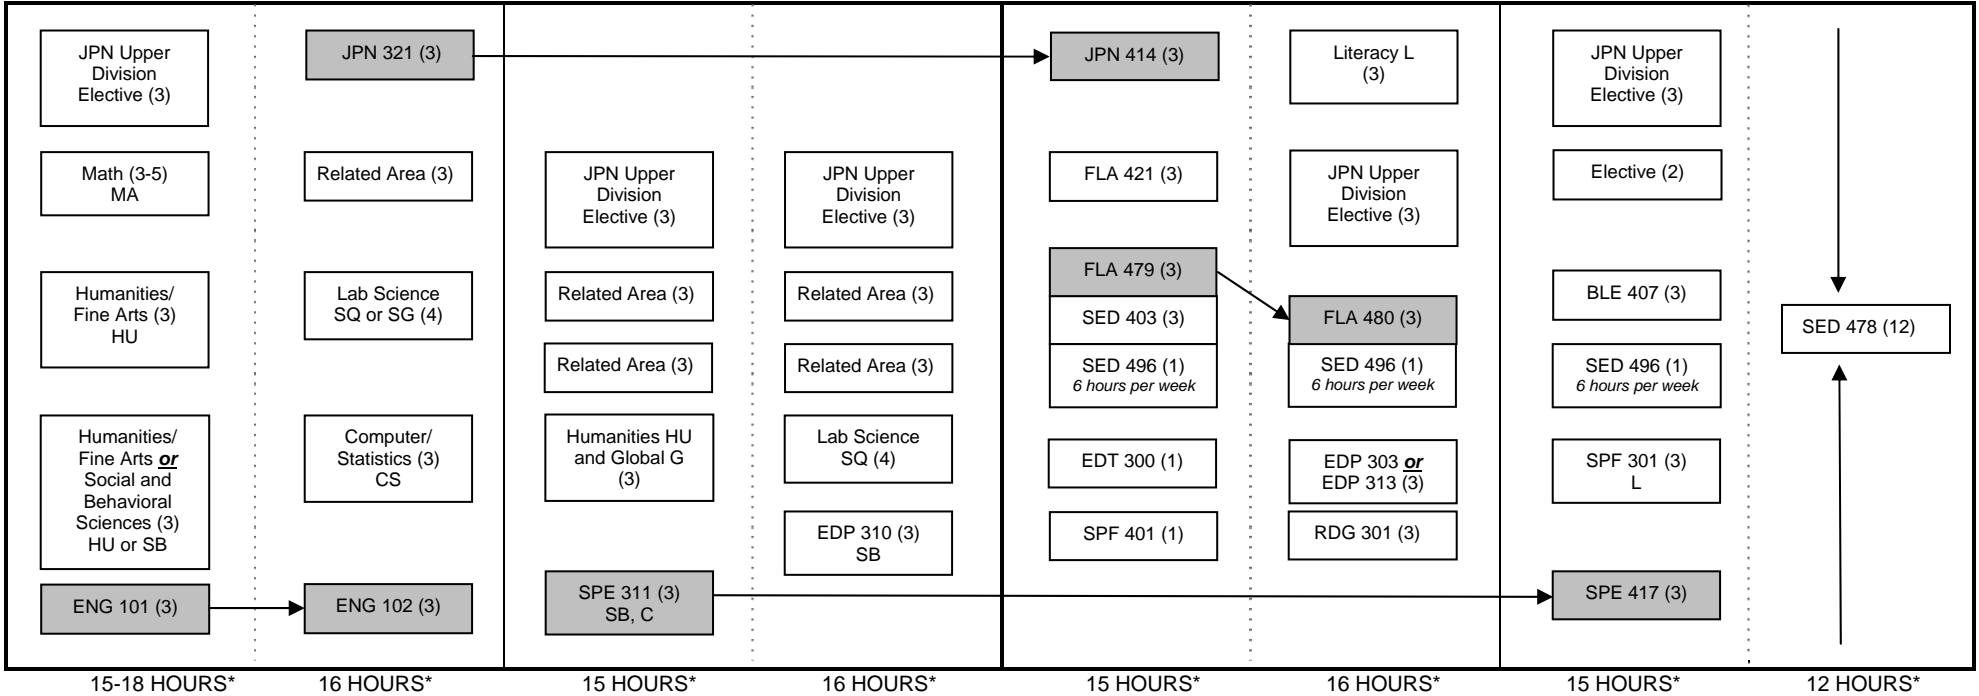 JPN Upper
Division
Elective (3)
Math (3-5)
MA
Humanities/
Fine Arts (3)
HU
Humanities/
Fine Arts or
Social and
Behavioral
Sciences (3)
HU or SB
ENG 101 (3)
15-18 HOURS*
JPN 321 (3)
Related Area (3)
Lab Science
SQ or SG (4)
Computer/
Statistics (3)
CS
ENG 102 (3)
16 HOURS*
JPN Upper
Division
Elective (3)
Related Area (3)
Related Area (3)
Humanities HU
and Global G
(3)
SPE 311 (3)
SB, C
15 HOURS*
JPN Upper
Division
Elective (3)
Related Area (3)
Related Area (3)
Lab Science
SQ (4)
EDP 310 (3)
SB
16 HOURS*
JPN 414 (3)
FLA 421 (3)
FLA 479 (3)
SED 403 (3)
SED 496 (1)
6 hours per week
EDT 300 (1)
SPF 401 (1)
15 HOURS*
Literacy L
(3)
JPN Upper
Division
Elective (3)
FLA 480 (3)
SED 496 (1)
6 hours per week
EDP 303 or
EDP 313 (3)
RDG 301 (3)
16 HOURS*
JPN Upper
Division
Elective (3)
Elective (2)
BLE 407 (3)
SED 496 (1)
6 hours per week
SPF 301 (3)
L
SPE 417 (3)
15 HOURS*
SED 478 (12)
12 HOURS*